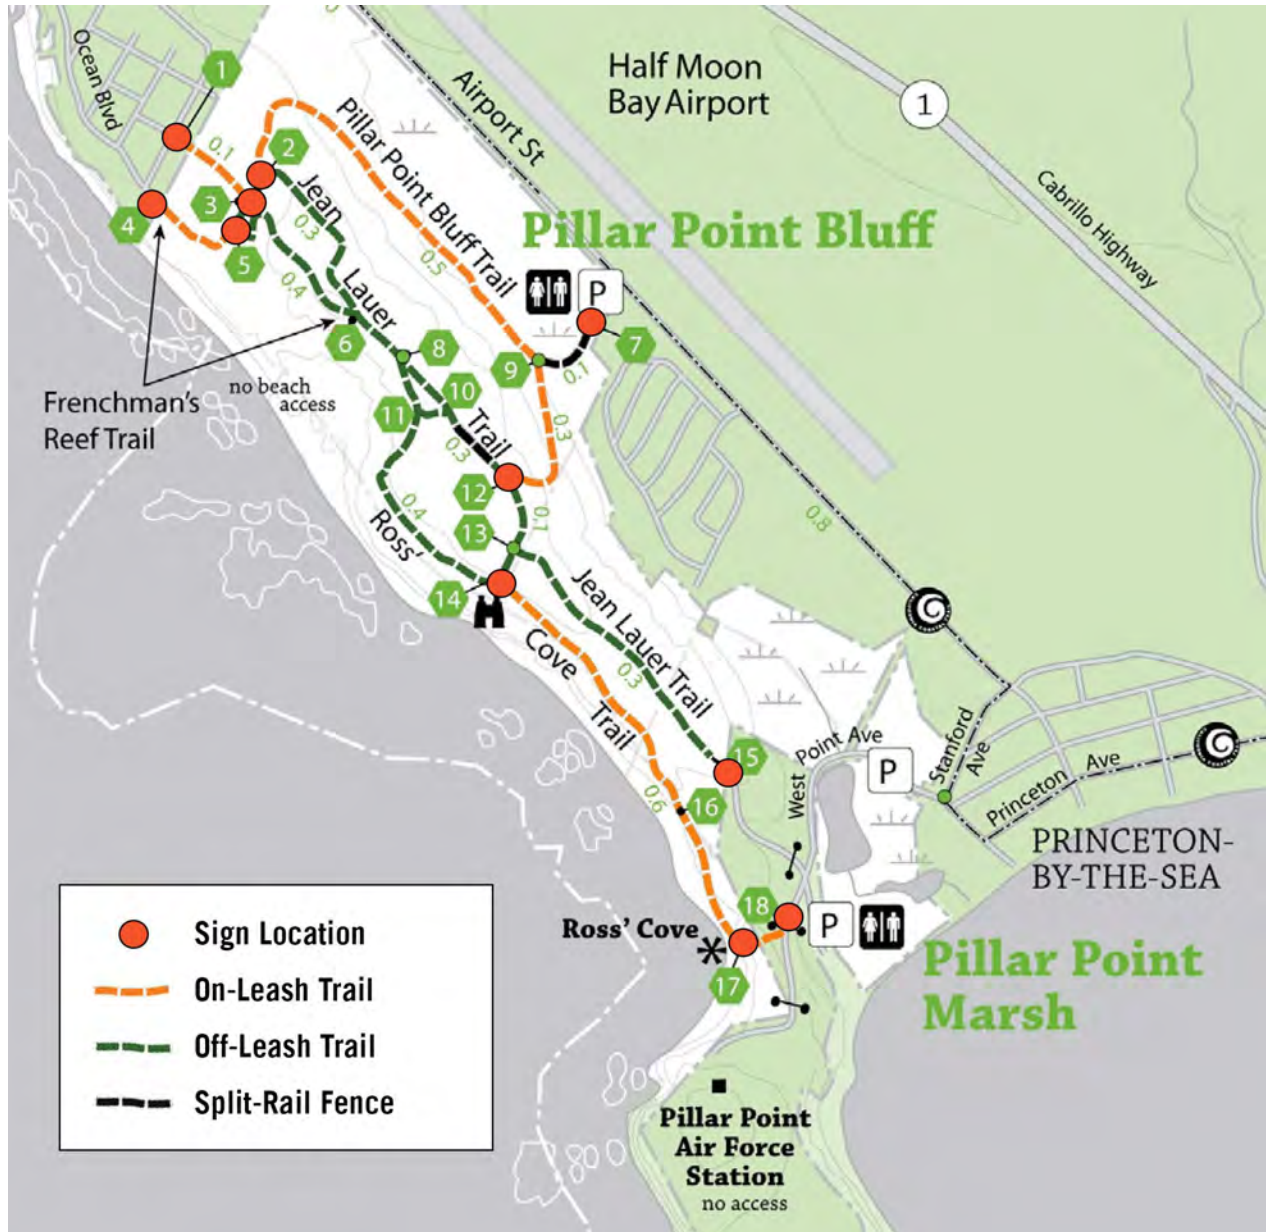 1
Ocean Blvd
0.1
2
3
4
5
Jean
0.3
Lauer
0.4
Pillar Point Bluff Trail
0.5
Airport St
Half Moon
Bay Airport
1
Cabrillo Highway
Pillar Point Bluff
P
7
6
8
9
0.1
10
11
Frenchman's
Reef Trail
no beach
access
Trail
0.3
0.3
12
0.4
Ross'
13
0.1
14
0.8
Jean Lauer Trail
0.3
Cove
Trail
0.6
15
16
West
Point Ave
P
Stanford
Ave
Princeton Ave
PRINCETON-
BY-THE-SEA
18
P
Ross' Cove
17
Pillar Point
Marsh
Sign Location
On-Leash Trail
Off-Leash Trail
Split-Rail Fence
Pillar Point
Air Force
Station
no access